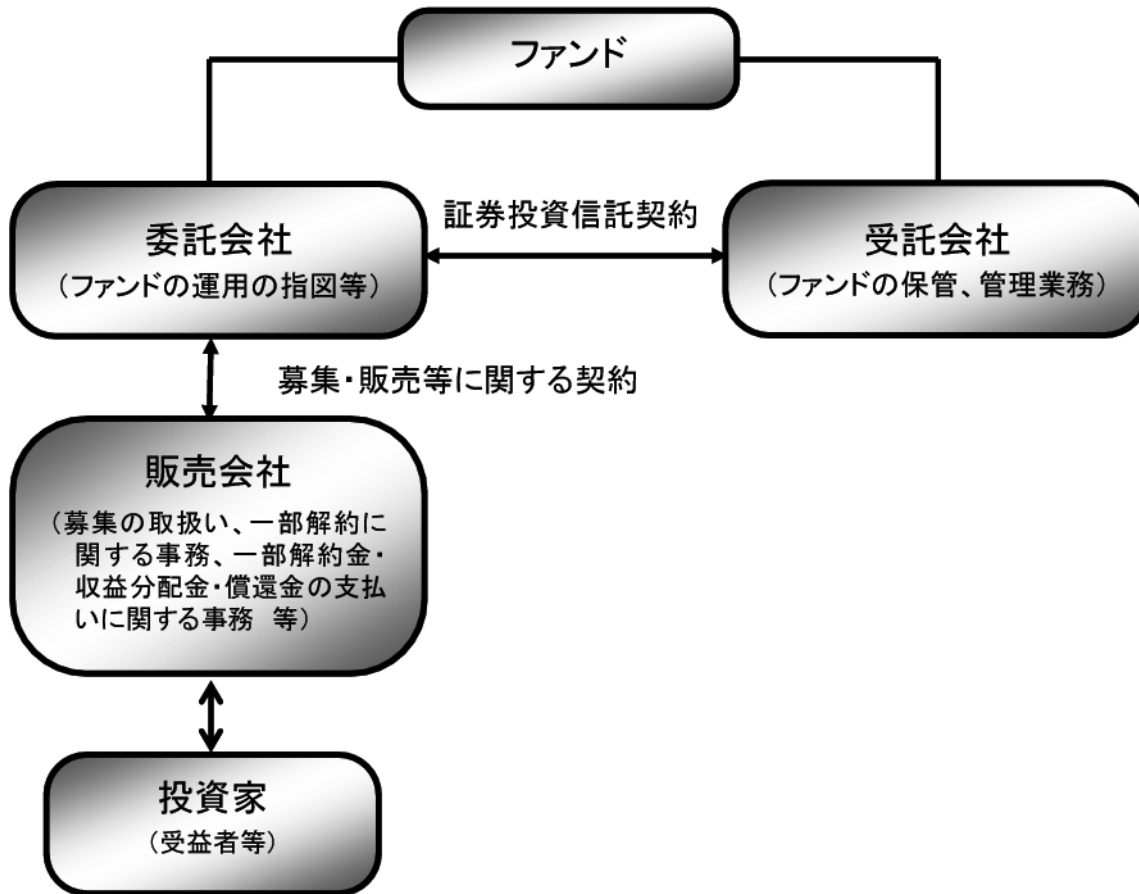 ファンド
委託会社
(ファンドの運用の指図等)
証券投資信託契約
受託会社
(ファンドの保管、管理業務)
募集・販売等に関する契約
販売会社
(募集の取扱い、一部解約に
関する事務、一部解約金・
収益分配金・償還金の支払
いに関する事務 等)
投資家
(受益者等)